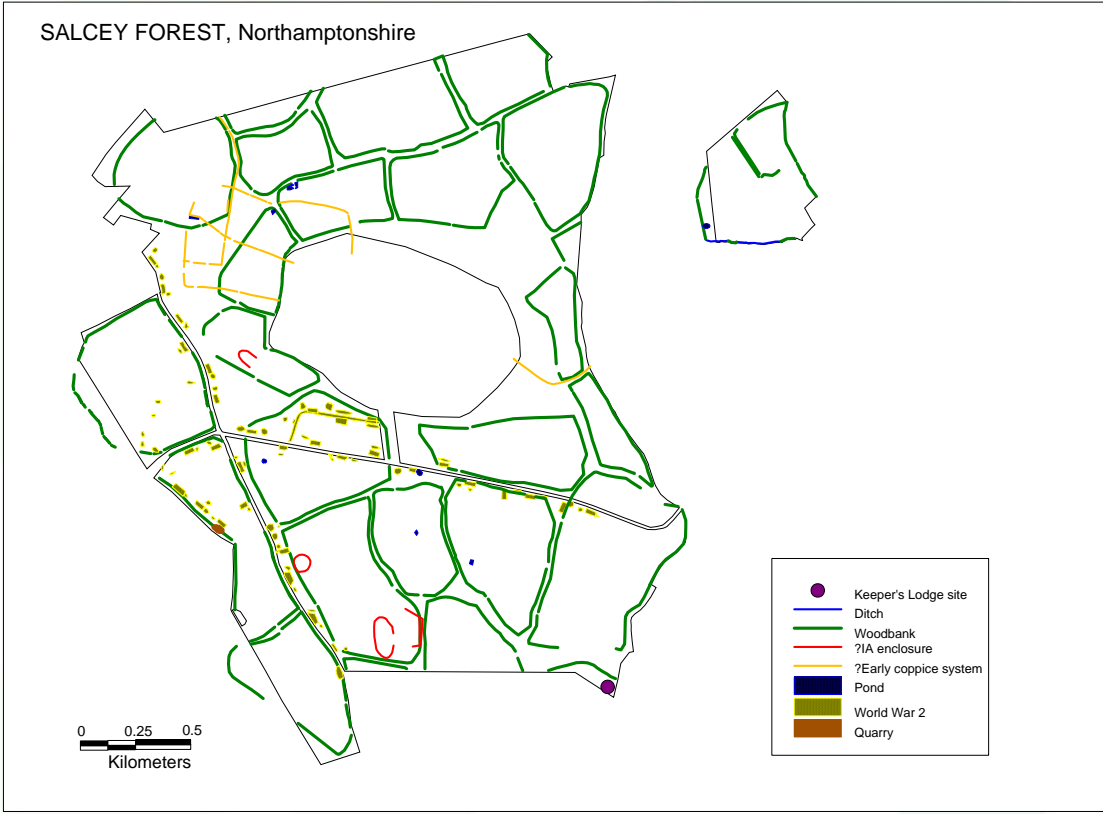 SALCEY FOREST, Northamptonshire
Keeper's Lodge site
Ditch
Woodbank
?IA enclosure
?Early coppice system
Pond
World War 2
Quarry
0 0.25 0.5
Kilometers